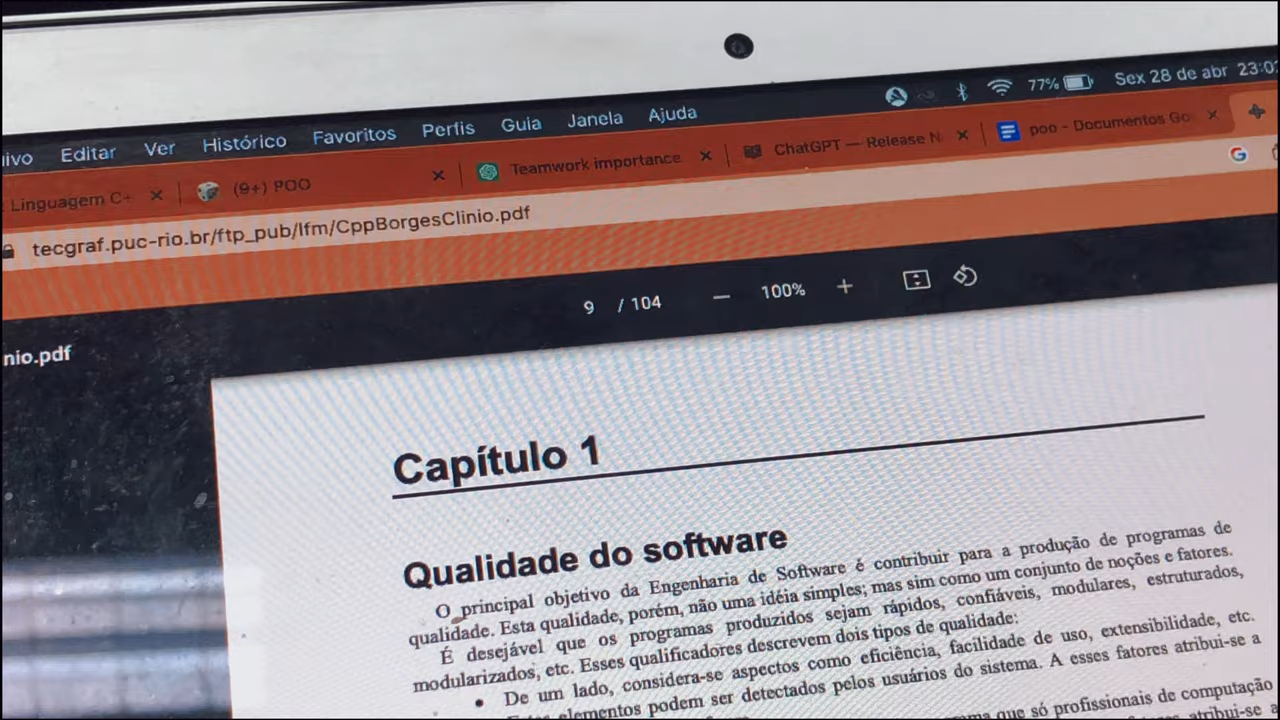 Editar Ver Histórico Favoritos Perfis Guia Janela Ajuda 77% Sex 28 de abr
Linguagem C+ (9+) POO Teamwork importance ChatGPT — Release N poo - Documentos Go
tecgraf.puc-rio.br/ftp_pub/lfm/CppBorgesClinio.pdf
nio.pdf 9 / 104 — 100% +
Capítulo 1
Qualidade do software
O principal objetivo da Engenharia de Software é contribuir para a produção de programas de
qualidade. Esta qualidade, porém, não uma idéia simples; mas sim como um conjunto de noções e fatores.
É desejável que os programas produzidos sejam rápidos, confiáveis, modulares, estruturados,
modularizados, etc. Esses qualificadores descrevem dois tipos de qualidade:
• De um lado, considera-se aspectos como eficiência, facilidade de uso, extensibilidade, etc.
elementos podem ser detectados pelos usuários do sistema. A esses fatores atribui-se a
que só profissionais de computação
atribui-se a